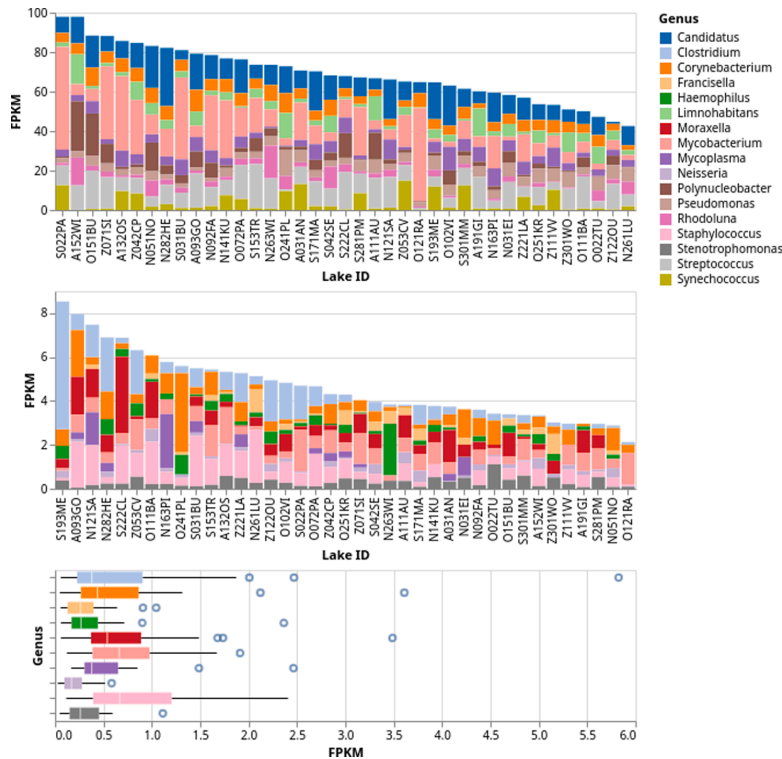 Genus
Candidatus
Clostridium
Corynebacterium
Francisella
Haemophilus
Limnohabitans
Moraxella
Mycobacterium
Mycoplasma
Neisseria
Polynucleobacter
Pseudomonas
Rhodoluna
Staphylococcus
Stenotrophomonas
Streptococcus
Synechococcus
FPKM
100
80
60
40
20
0
S022PA A152WI O151BU Z071SI A132OS Z042CP N051NO N282HE S031BU A093GO N092FA N141KU O072PA S153TR N263WI O241PL A031AN S171MA S042SE S222CL S281PM A111AU N121SA Z053CV O121RA S193ME O102VI S301MM A191GI N163PI N031EI Z221LA O251KR Z111VV Z301WO O111BA O022TU Z122OU N261LU
Lake ID
FPKM
8
6
4
2
0
S193ME A093GO N121SA N282HE S222CL Z053CV O111BA N163PI O241PL S031BU S153TR A132OS Z221LA N261LU Z122OU O102VI S022PA O072PA Z042CP O251KR Z071SI S042SE N263WI A111AU S171MA N141KU A031AN N031EI N092FA O022TU O151BU S301MM A152WI Z301WO Z111VV A191GI S281PM N051NO O121RA
Lake ID
Genus
0.0 0.5 1.0 1.5 2.0 2.5 3.0 3.5 4.0 4.5 5.0 5.5 6.0
FPKM